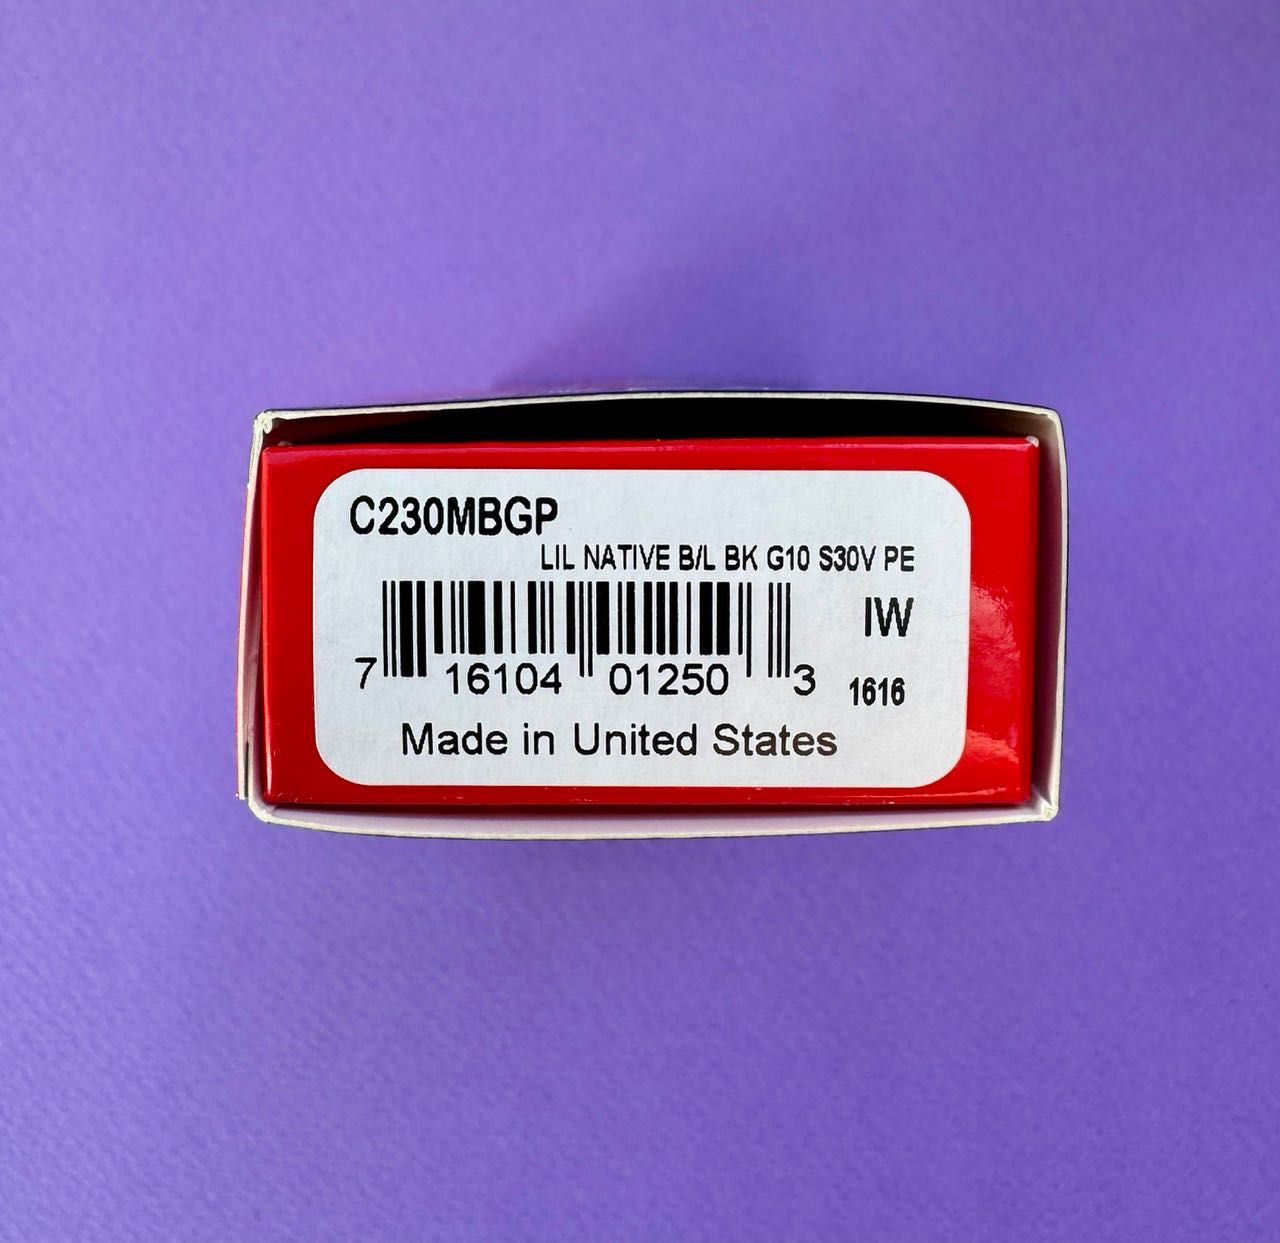 C230MBGP
LIL NATIVE B/L BK G10 S30V PE
IW
7 16104 01250 3
1616
Made in United States